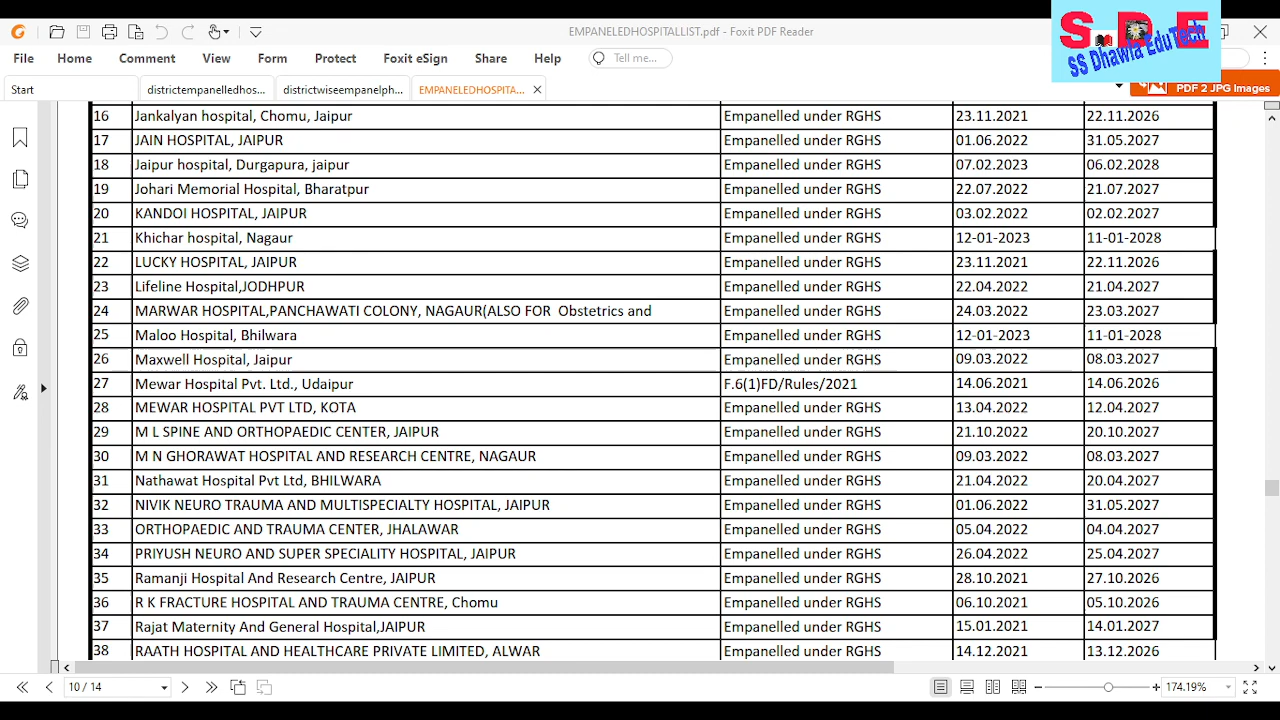 EMPANELEDHOSPITALLIST.pdf - Foxit PDF Reader
SDE
SS Dhawla EduTech
File Home Comment View Form Protect Foxit eSign Share Help Tell me...
Start districtempanelledhos... districtwiseempanelph... EMPANELEDHOSPITA... PDF 2 JPG Images
16 Jankalyan hospital, Chomu, Jaipur Empanelled under RGHS 23.11.2021 22.11.2026
17 JAIN HOSPITAL, JAIPUR Empanelled under RGHS 01.06.2022 31.05.2027
18 Jaipur hospital, Durgapura, jaipur Empanelled under RGHS 07.02.2023 06.02.2028
19 Johari Memorial Hospital, Bharatpur Empanelled under RGHS 22.07.2022 21.07.2027
20 KANDOI HOSPITAL, JAIPUR Empanelled under RGHS 03.02.2022 02.02.2027
21 Khichar hospital, Nagaur Empanelled under RGHS 12-01-2023 11-01-2028
22 LUCKY HOSPITAL, JAIPUR Empanelled under RGHS 23.11.2021 22.11.2026
23 Lifeline Hospital,JODHPUR Empanelled under RGHS 22.04.2022 21.04.2027
24 MARWAR HOSPITAL,PANCHAWATI COLONY, NAGAUR(ALSO FOR Obstetrics and Empanelled under RGHS 24.03.2022 23.03.2027
25 Maloo Hospital, Bhilwara Empanelled under RGHS 12-01-2023 11-01-2028
26 Maxwell Hospital, Jaipur Empanelled under RGHS 09.03.2022 08.03.2027
27 Mewar Hospital Pvt. Ltd., Udaipur F.6(1)FD/Rules/2021 14.06.2021 14.06.2026
28 MEWAR HOSPITAL PVT LTD, KOTA Empanelled under RGHS 13.04.2022 12.04.2027
29 M L SPINE AND ORTHOPAEDIC CENTER, JAIPUR Empanelled under RGHS 21.10.2022 20.10.2027
30 M N GHORAWAT HOSPITAL AND RESEARCH CENTRE, NAGAUR Empanelled under RGHS 09.03.2022 08.03.2027
31 Nathawat Hospital Pvt Ltd, BHILWARA Empanelled under RGHS 21.04.2022 20.04.2027
32 NIVIK NEURO TRAUMA AND MULTISPECIALTY HOSPITAL, JAIPUR Empanelled under RGHS 01.06.2022 31.05.2027
33 ORTHOPAEDIC AND TRAUMA CENTER, JHALAWAR Empanelled under RGHS 05.04.2022 04.04.2027
34 PRIYUSH NEURO AND SUPER SPECIALITY HOSPITAL, JAIPUR Empanelled under RGHS 26.04.2022 25.04.2027
35 Ramanji Hospital And Research Centre, JAIPUR Empanelled under RGHS 28.10.2021 27.10.2026
36 R K FRACTURE HOSPITAL AND TRAUMA CENTRE, Chomu Empanelled under RGHS 06.10.2021 05.10.2026
37 Rajat Maternity And General Hospital,JAIPUR Empanelled under RGHS 15.01.2021 14.01.2027
38 RAATH HOSPITAL AND HEALTHCARE PRIVATE LIMITED, ALWAR Empanelled under RGHS 14.12.2021 13.12.2026
10 / 14 174.19%